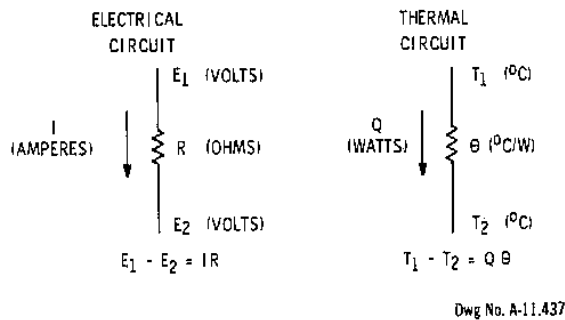 ELECTRICAL
CIRCUIT
E1 (VOLTS)
I
(AMPERES)
R (OHMS)
E2 (VOLTS)
E1 - E2 = IR
THERMAL
CIRCUIT
T1 (°C)
Q
(WATTS)
θ (°C/W)
T2 (°C)
T1 - T2 = Q θ
Dwg No. A-11.437